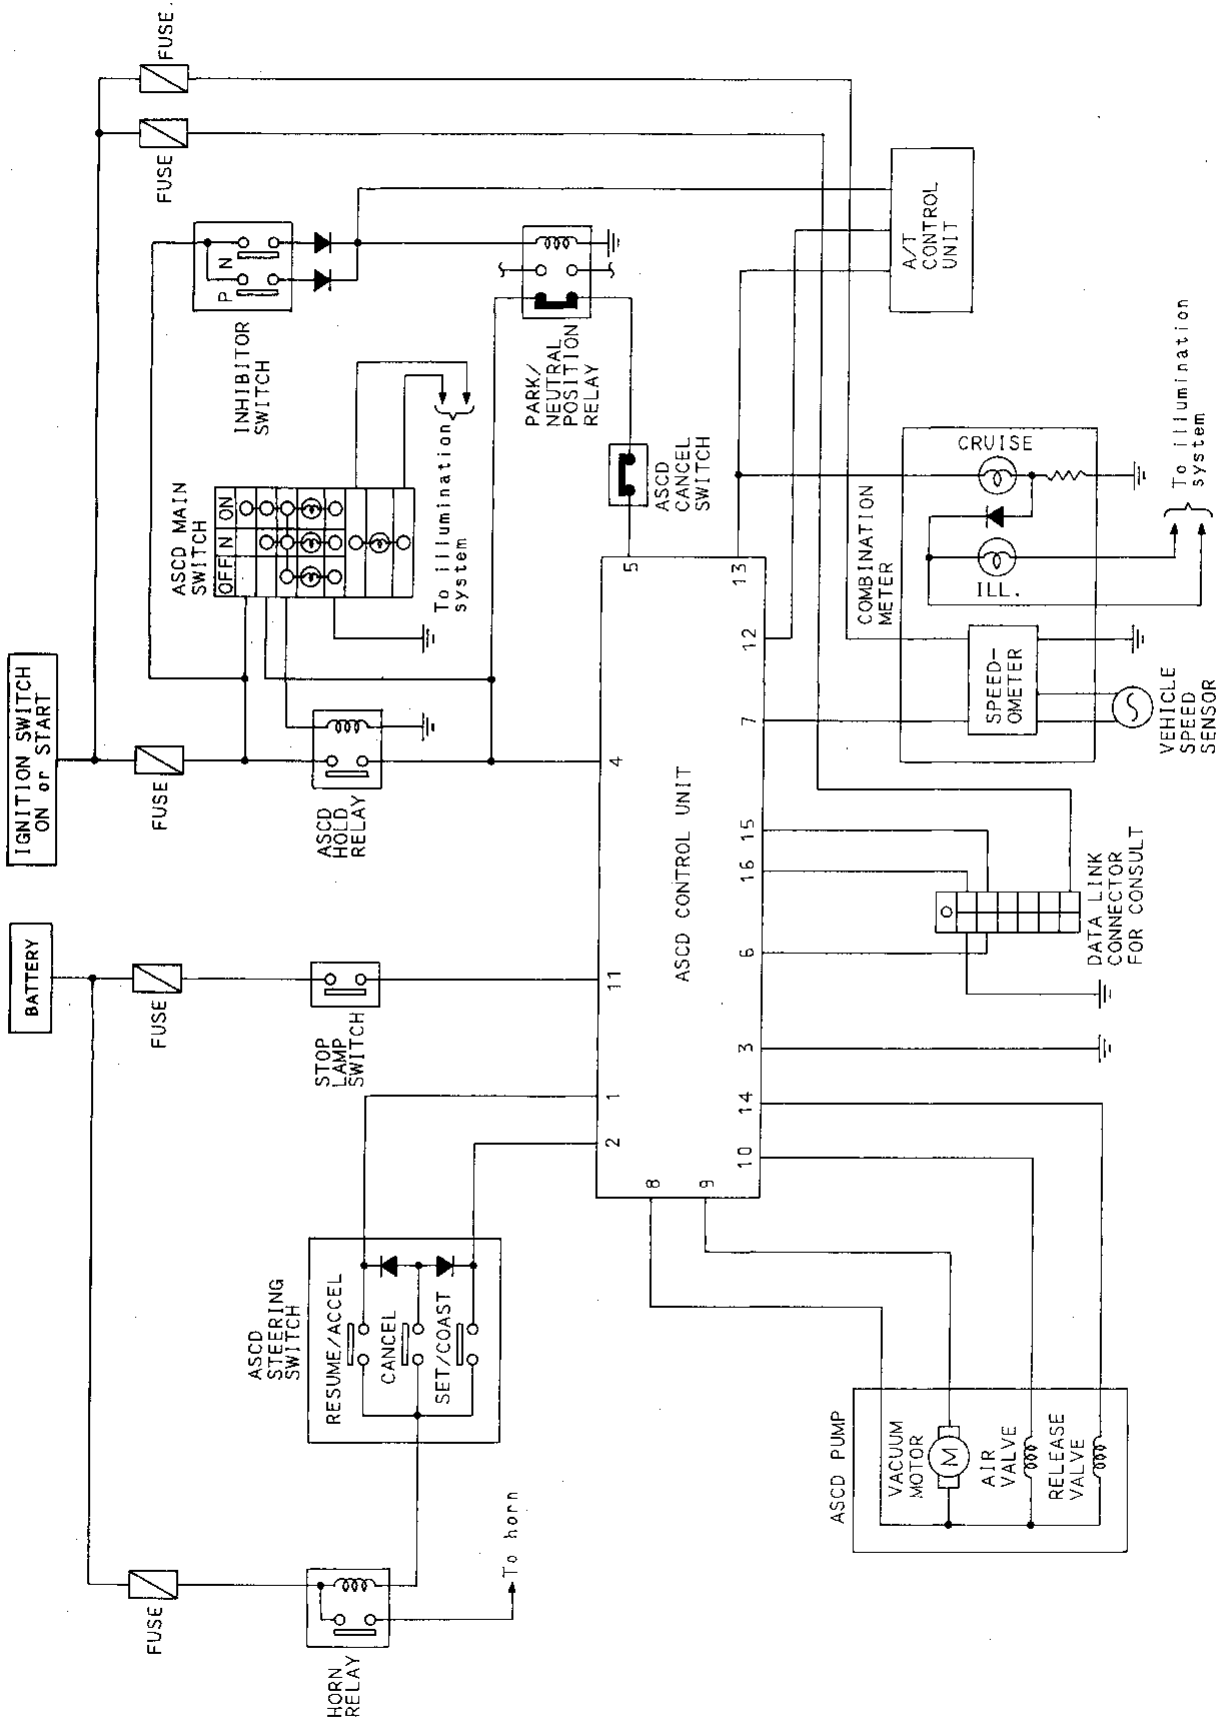 IGNITION SWITCH
ON or START
BATTERY
FUSE
FUSE
FUSE
FUSE
FUSE
HORN
RELAY
To horn
ASCD
STEERING
SWITCH
RESUME/ACCEL
CANCEL
SET/COAST
STOP
LAMP
SWITCH
ASCD
HOLD
RELAY
ASCD MAIN
SWITCH
OFF
N
ON
To illumination
system
INHIBITOR
SWITCH
P
N
PARK/
NEUTRAL
POSITION
RELAY
ASCD
CANCEL
SWITCH
ASCD CONTROL UNIT
2
1
11
4
5
8
9
10
14
3
6
16
15
7
12
13
ASCD PUMP
VACUUM
MOTOR
M
AIR
VALVE
RELEASE
VALVE
DATA LINK
CONNECTOR
FOR CONSULT
COMBINATION
METER
SPEED-
OMETER
ILL.
CRUISE
VEHICLE
SPEED
SENSOR
To illumination
system
A/T
CONTROL
UNIT